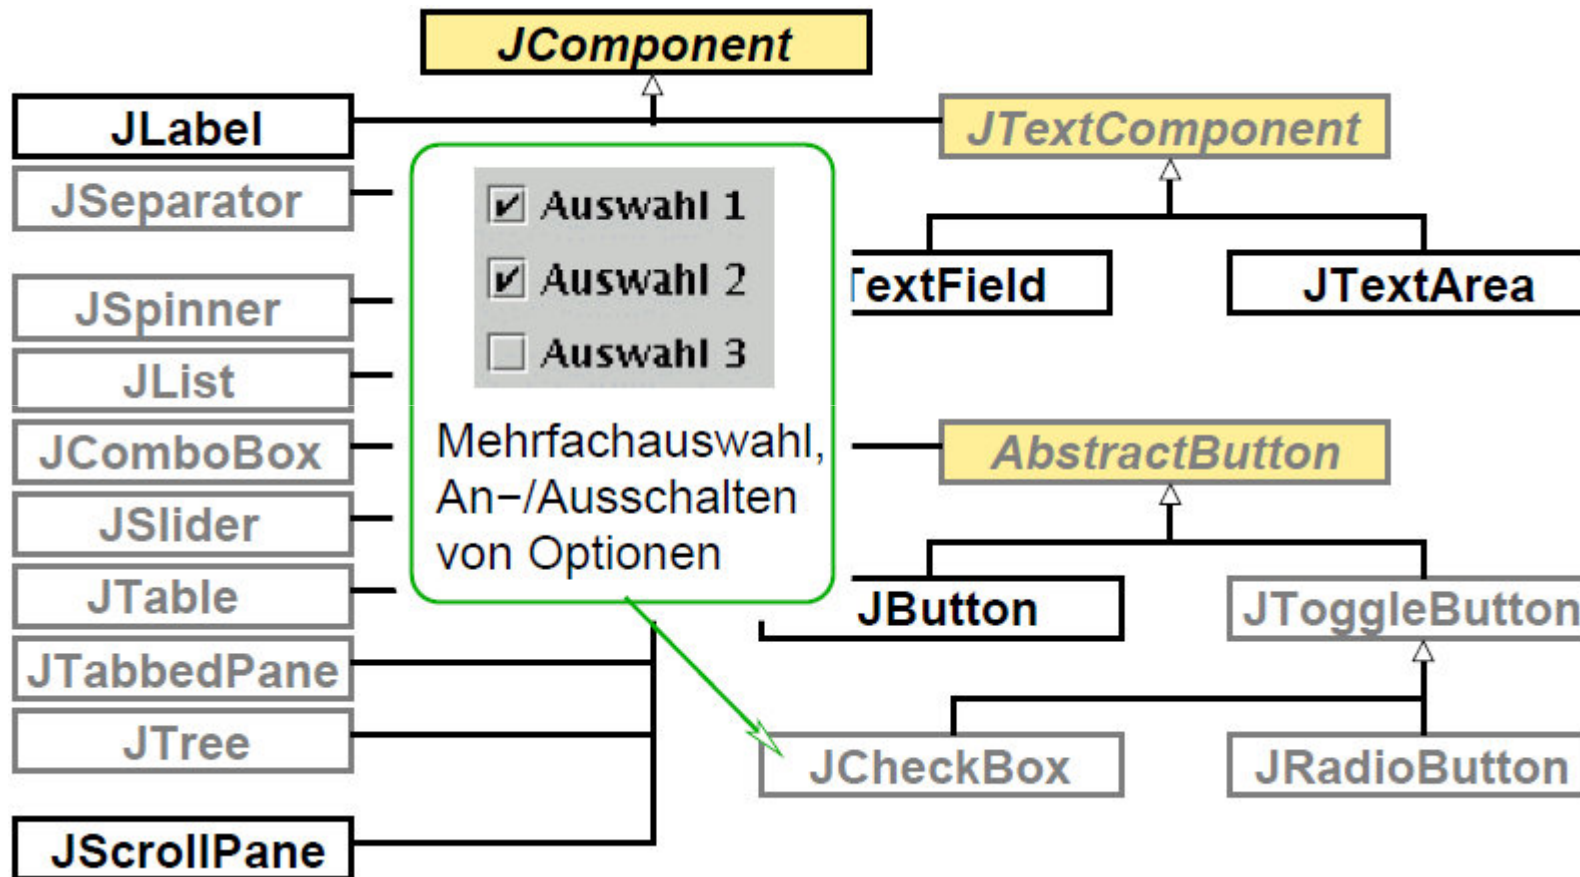 JComponent
JLabel
JTextComponent
JSeparator
Auswahl 1
Auswahl 2
Auswahl 3
TextField
JTextArea
JSpinner
JList
JComboBox
Mehrfachauswahl,
An-/Ausschalten
von Optionen
AbstractButton
JSlider
JTable
JButton
JToggleButton
JTabbedPane
JTree
JCheckBox
JRadioButton
JScrollPane